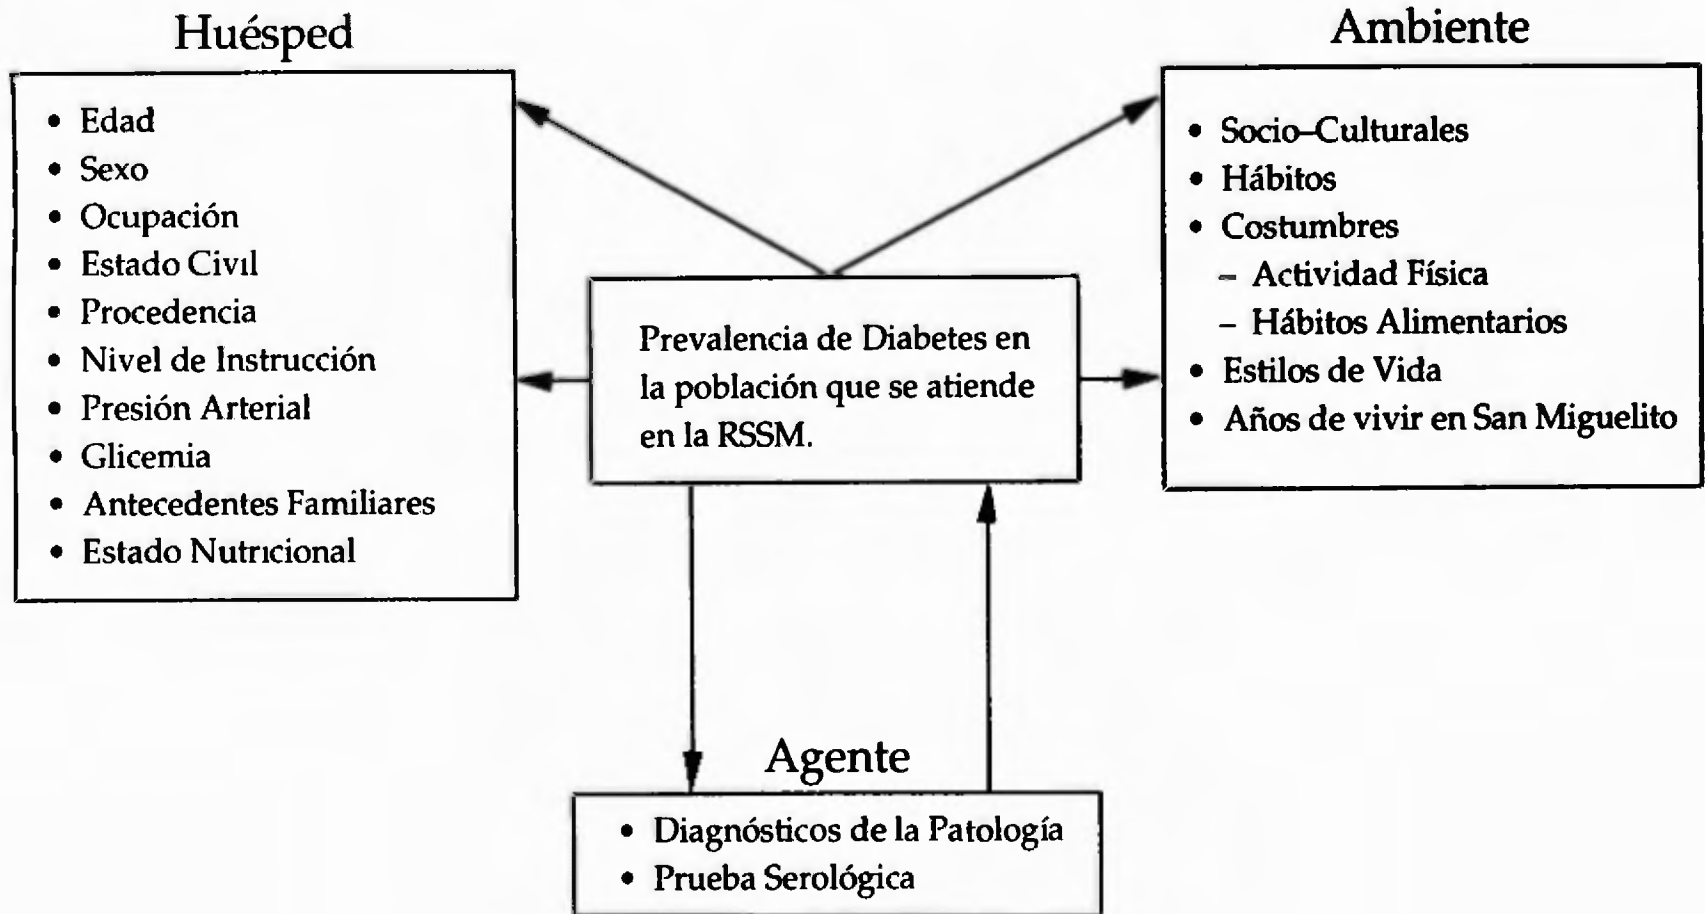 Huésped
• Edad
• Sexo
• Ocupación
• Estado Civil
• Procedencia
• Nivel de Instrucción
• Presión Arterial
• Glicemia
• Antecedentes Familiares
• Estado Nutricional
Ambiente
• Socio–Culturales
• Hábitos
• Costumbres
– Actividad Física
– Hábitos Alimentarios
• Estilos de Vida
• Años de vivir en San Miguelito
Prevalencia de Diabetes en
la población que se atiende
en la RSSM.
Agente
• Diagnósticos de la Patología
• Prueba Serológica